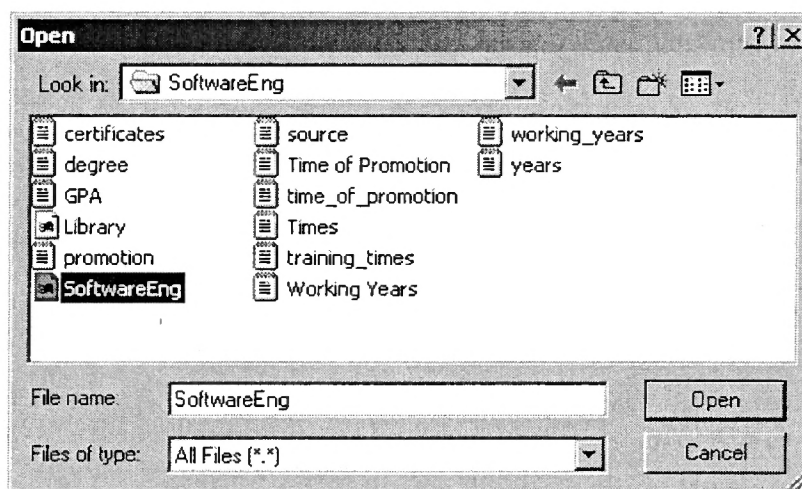 Open
Look in: SoftwareEng
certificates source working_years
degree Time of Promotion years
GPA time_of_promotion
Library Times
promotion training_times
SoftwareEng Working Years
File name SoftwareEng Open
Files of type: All Files (*.*) Cancel